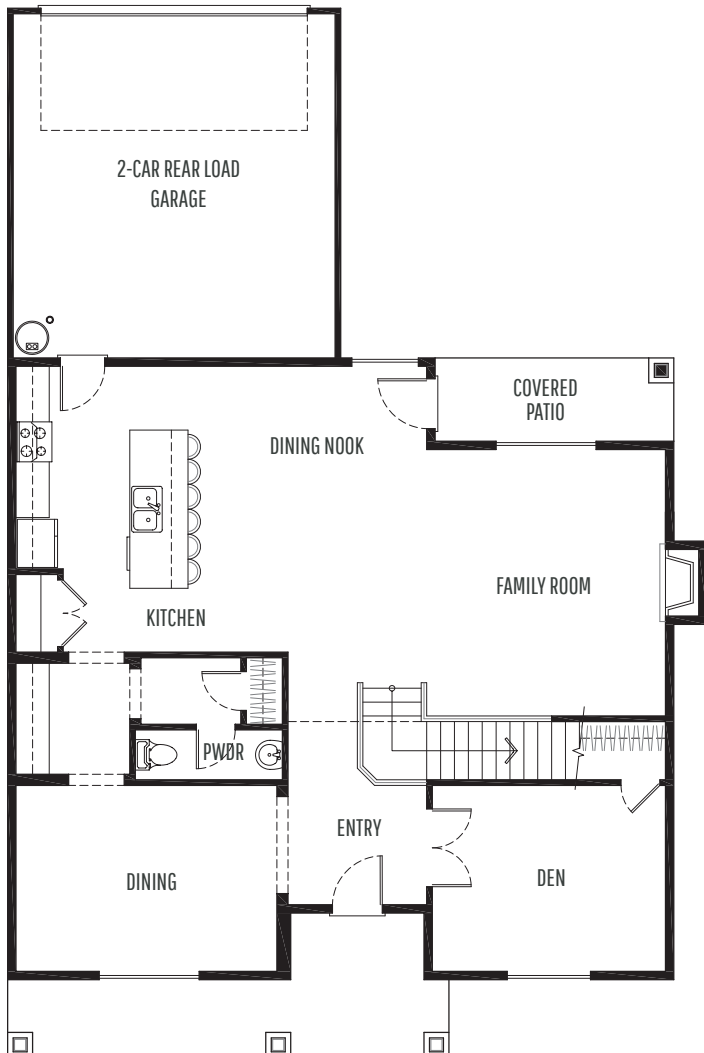 2-CAR REAR LOAD
GARAGE
COVERED
PATIO
DINING NOOK
FAMILY ROOM
KITCHEN
PWDR
ENTRY
DINING
DEN